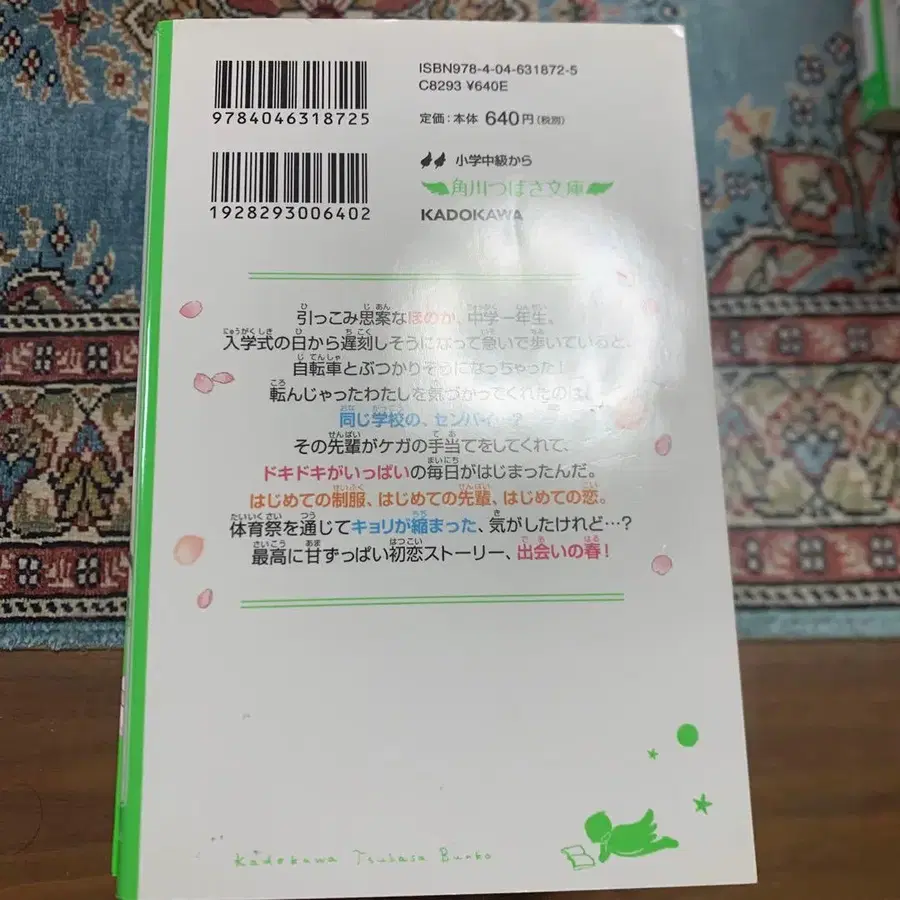 ISBN978-4-04-631872-5
C8293 ¥640E
9784046318725
定価：本体 640円（税別）
小学中級から
1928293006402
角川つばさ文庫
KADOKAWA
引っこみ思案なほのか、中学一年生。
入学式の日から遅刻しそうになって急いで歩いていると、
自転車とぶつかりそうになっちゃった！
転んじゃったわたしを気づかってくれたのは、
同じ学校の、センパイ…？
その先輩がケガの手当てをしてくれて、
ドキドキがいっぱいの毎日がはじまったんだ。
はじめての制服、はじめての先輩、はじめての恋。
体育祭を通じてキョリが縮まった、気がしたけれど…？
最高に甘ずっぱい初恋ストーリー、出会いの春！
Kadokawa Tsubasa Bunko